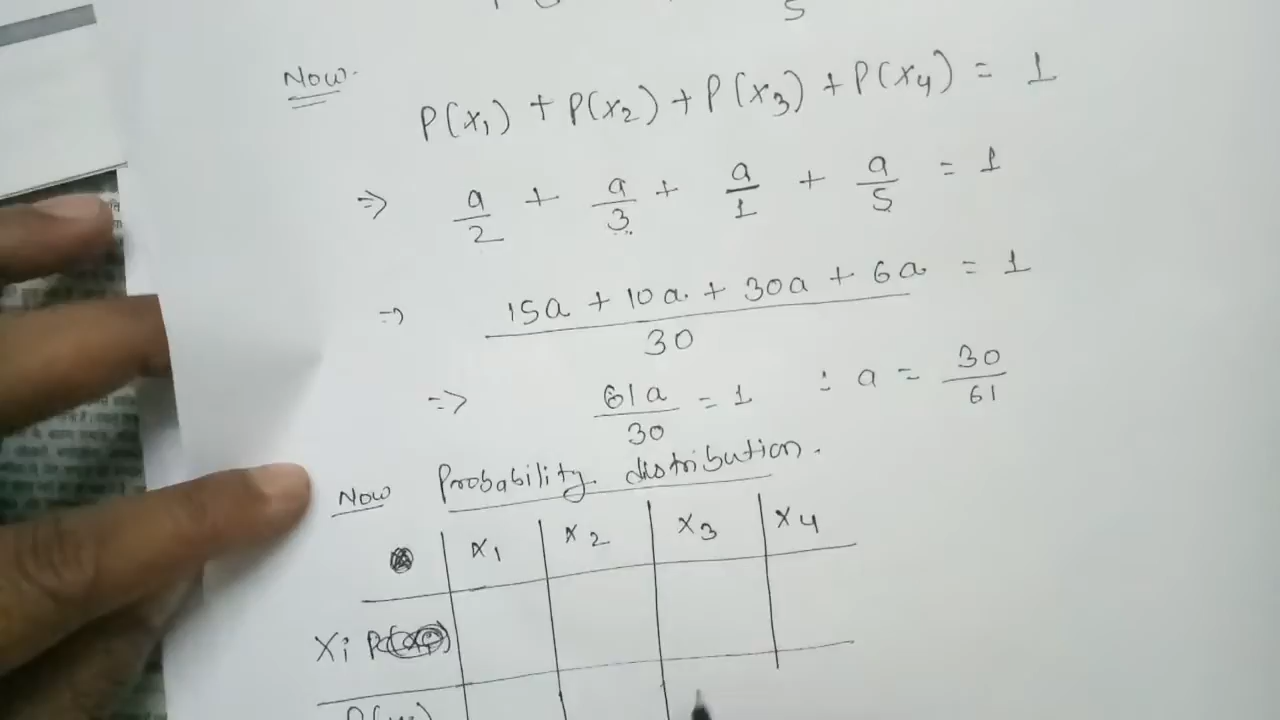 5
Now.
P(x₁) + P(x₂) + P(x₃) + P(x₄) = 1
⇒ a/2 + a/3 + a/1 + a/5 = 1
⇒ (15a + 10a + 30a + 6a)/30 = 1
⇒ 61a/30 = 1 ∴ a = 30/61
Now Probability distribution.
x₁ x₂ x₃ x₄
Xi